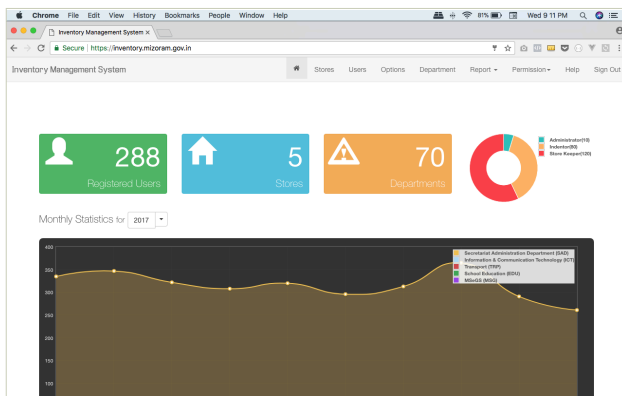 Chrome File Edit View History Bookmarks People Window Help 81% Wed 9 11 PM
Inventory Management System ×
Secure | https://inventory.mizoram.gov.in
Inventory Management System Stores Users Options Department Report Permission Help Sign Out
288
Registered Users
5
Stores
70
Departments
Administrator(10)
Store Keeper(120)
Monthly Statistics for 2017
400
350
300
250
200
150
100
Secretariat Administration Department (SAD)
Information & Communication Technology (ICT)
Transport (TRP)
School Education (EDU)
MSeGS (MSG)